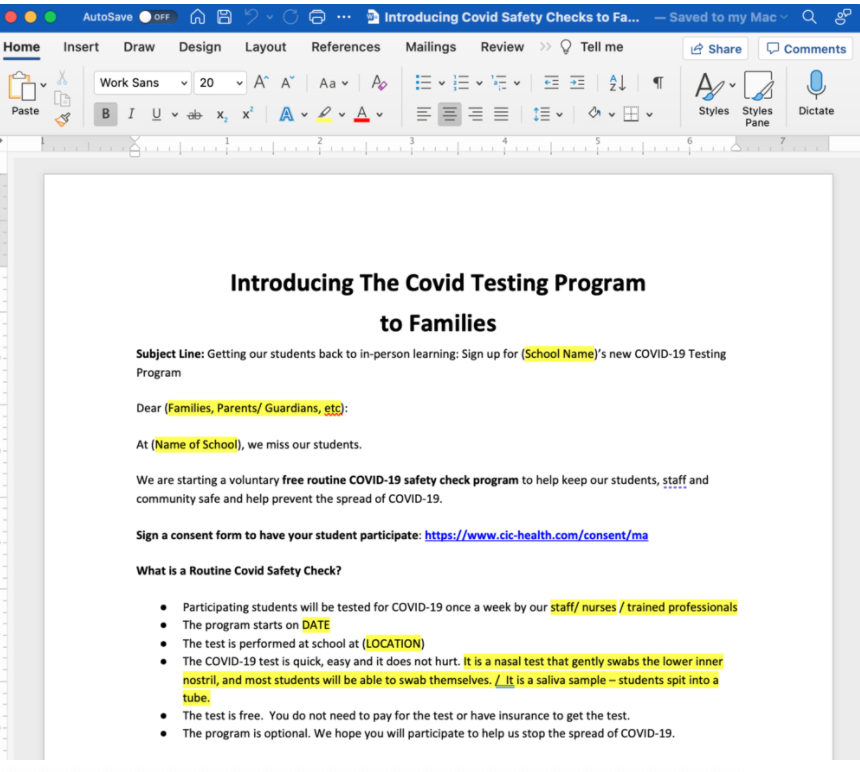 AutoSave OFF ... Introducing Covid Safety Checks to Fa... — Saved to my Mac
Home Insert Draw Design Layout References Mailings Review >> Tell me Share Comments
Paste Work Sans 20 A^ A˅ Aa A Styles Styles Pane Dictate
B I U ab x₂ x² A A
1 1 2 3 4 5 6 7
Introducing The Covid Testing Program
to Families
Subject Line: Getting our students back to in-person learning: Sign up for (School Name)'s new COVID-19 Testing
Program
Dear (Families, Parents/ Guardians, etc):
At (Name of School), we miss our students.
We are starting a voluntary free routine COVID-19 safety check program to help keep our students, staff and
community safe and help prevent the spread of COVID-19.
Sign a consent form to have your student participate: https://www.cic-health.com/consent/ma
What is a Routine Covid Safety Check?
• Participating students will be tested for COVID-19 once a week by our staff/ nurses / trained professionals
• The program starts on DATE
• The test is performed at school at (LOCATION)
• The COVID-19 test is quick, easy and it does not hurt. It is a nasal test that gently swabs the lower inner
nostril, and most students will be able to swab themselves. / It is a saliva sample – students spit into a
tube.
• The test is free. You do not need to pay for the test or have insurance to get the test.
• The program is optional. We hope you will participate to help us stop the spread of COVID-19.